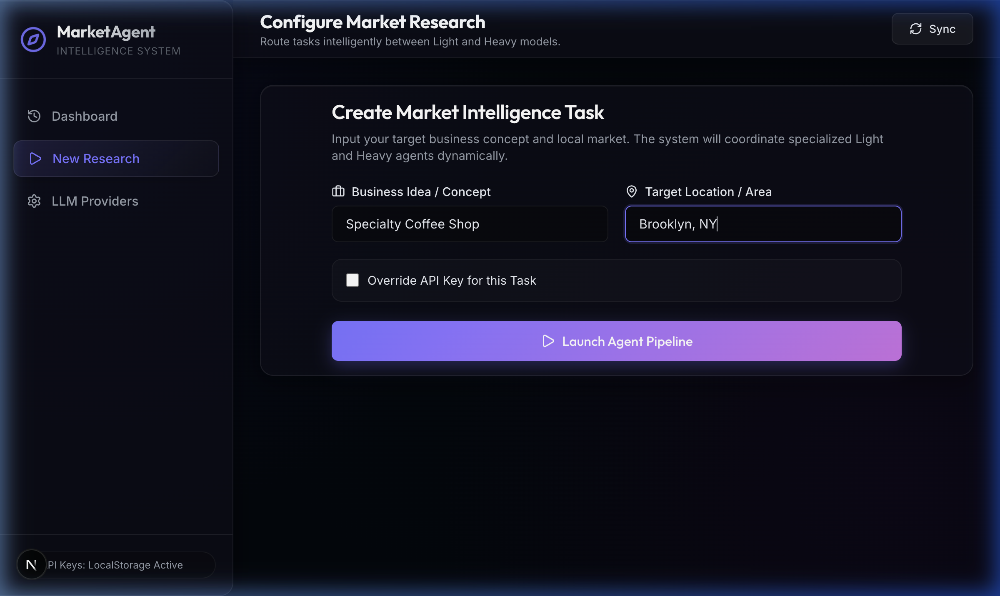 MarketAgent
INTELLIGENCE SYSTEM
Dashboard
New Research
LLM Providers
PI Keys: LocalStorage Active
Configure Market Research
Route tasks intelligently between Light and Heavy models.
Sync
Create Market Intelligence Task
Input your target business concept and local market. The system will coordinate specialized Light
and Heavy agents dynamically.
Business Idea / Concept
Target Location / Area
Specialty Coffee Shop
Brooklyn, NY
Override API Key for this Task
Launch Agent Pipeline